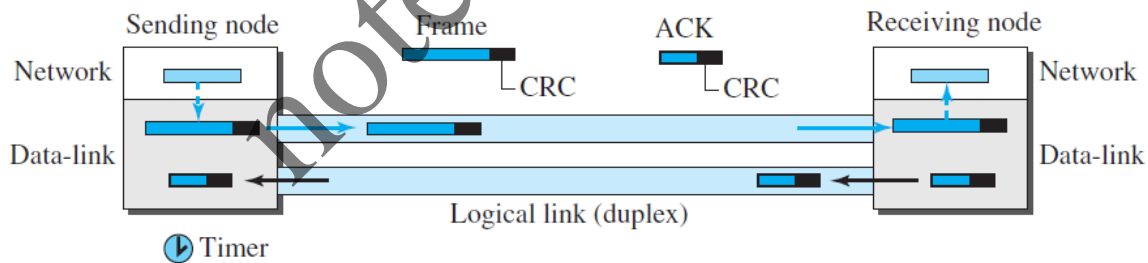 Sending node
Frame
ACK
Receiving node
Network
CRC
CRC
Network
Data-link
Data-link
Logical link (duplex)
Timer